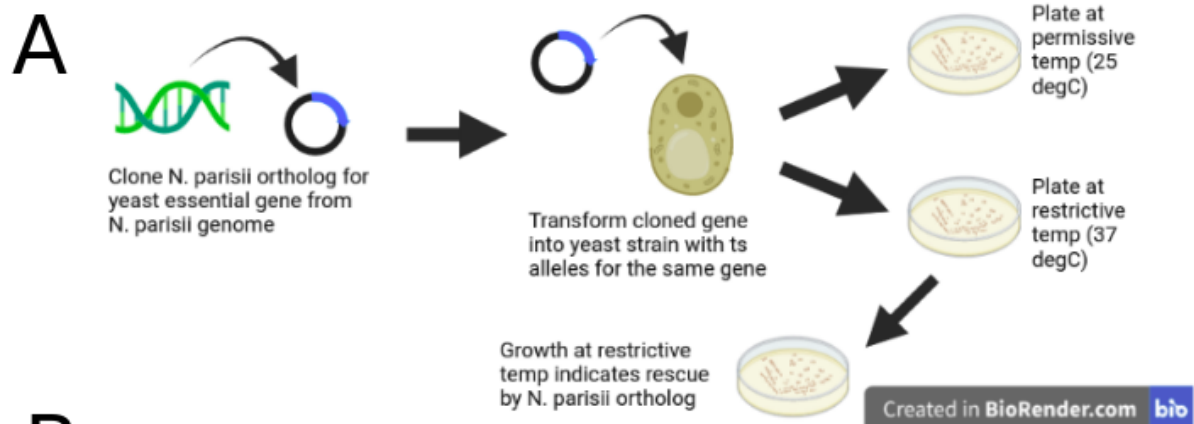 A
Clone N. parisii ortholog for
yeast essential gene from
N. parisii genome
Transform cloned gene
into yeast strain with ts
alleles for the same gene
Plate at
permissive
temp (25
degC)
Plate at
restrictive
temp (37
degC)
Growth at restrictive
temp indicates rescue
by N. parisii ortholog
Created in BioRender.com bio